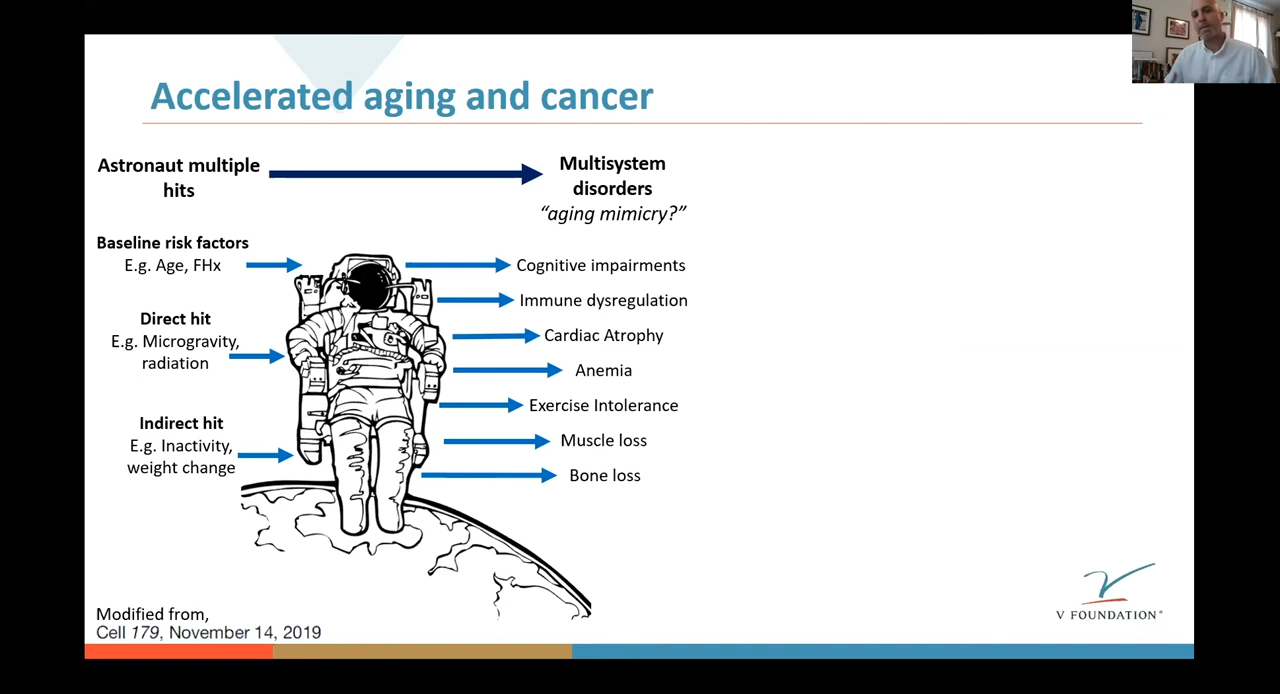 Accelerated aging and cancer
Astronaut multiple
hits
Multisystem
disorders
“aging mimicry?”
Baseline risk factors
E.g. Age, FHx
Direct hit
E.g. Microgravity,
radiation
Indirect hit
E.g. Inactivity,
weight change
Cognitive impairments
Immune dysregulation
Cardiac Atrophy
Anemia
Exercise Intolerance
Muscle loss
Bone loss
Modified from,
Cell 179, November 14, 2019
V FOUNDATION®